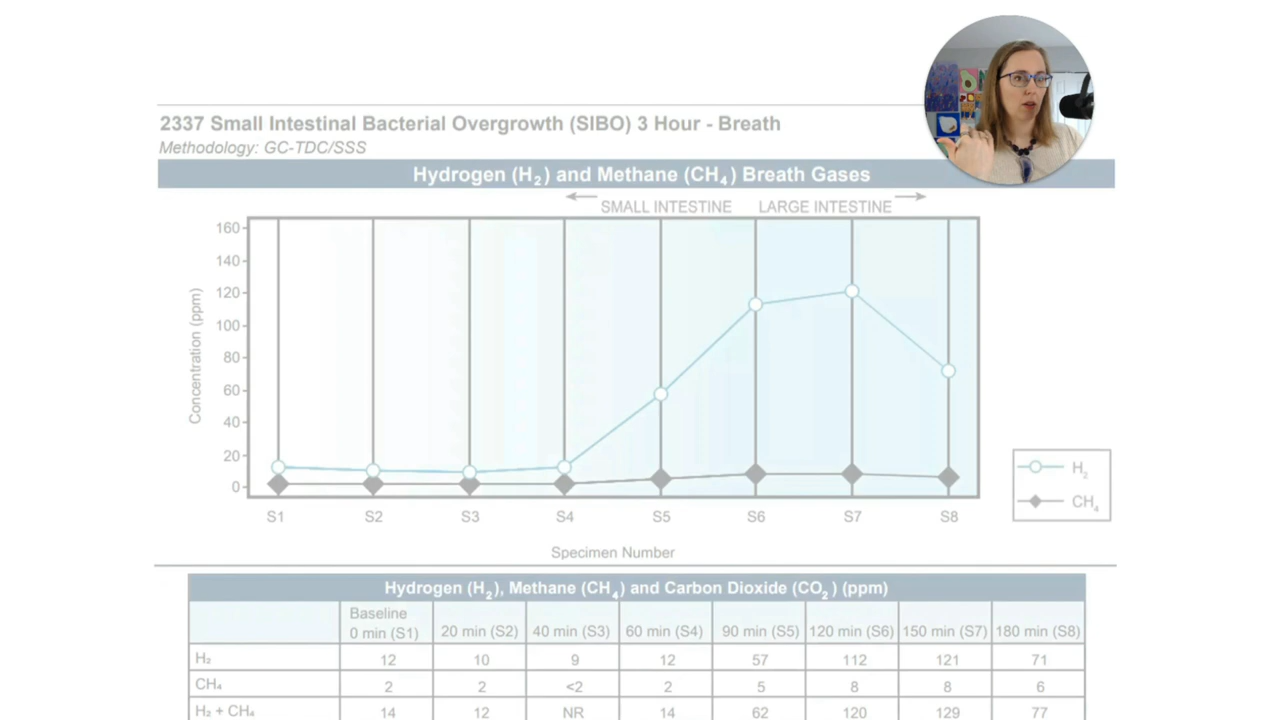 2337 Small Intestinal Bacterial Overgrowth (SIBO) 3 Hour - Breath
Methodology: GC-TDC/SSS
Hydrogen (H₂) and Methane (CH₄) Breath Gases
SMALL INTESTINE LARGE INTESTINE
Concentration (ppm)
160
140
120
100
80
60
40
20
0
S1 S2 S3 S4 S5 S6 S7 S8
Specimen Number
H₂
CH₄
Hydrogen (H₂), Methane (CH₄) and Carbon Dioxide (CO₂) (ppm)
Baseline
0 min (S1) 20 min (S2) 40 min (S3) 60 min (S4) 90 min (S5) 120 min (S6) 150 min (S7) 180 min (S8)
H₂ 12 10 9 12 57 112 121 71
CH₄ 2 2 <2 2 5 8 8 6
H₂ + CH₄ 14 12 NR 14 62 120 129 77